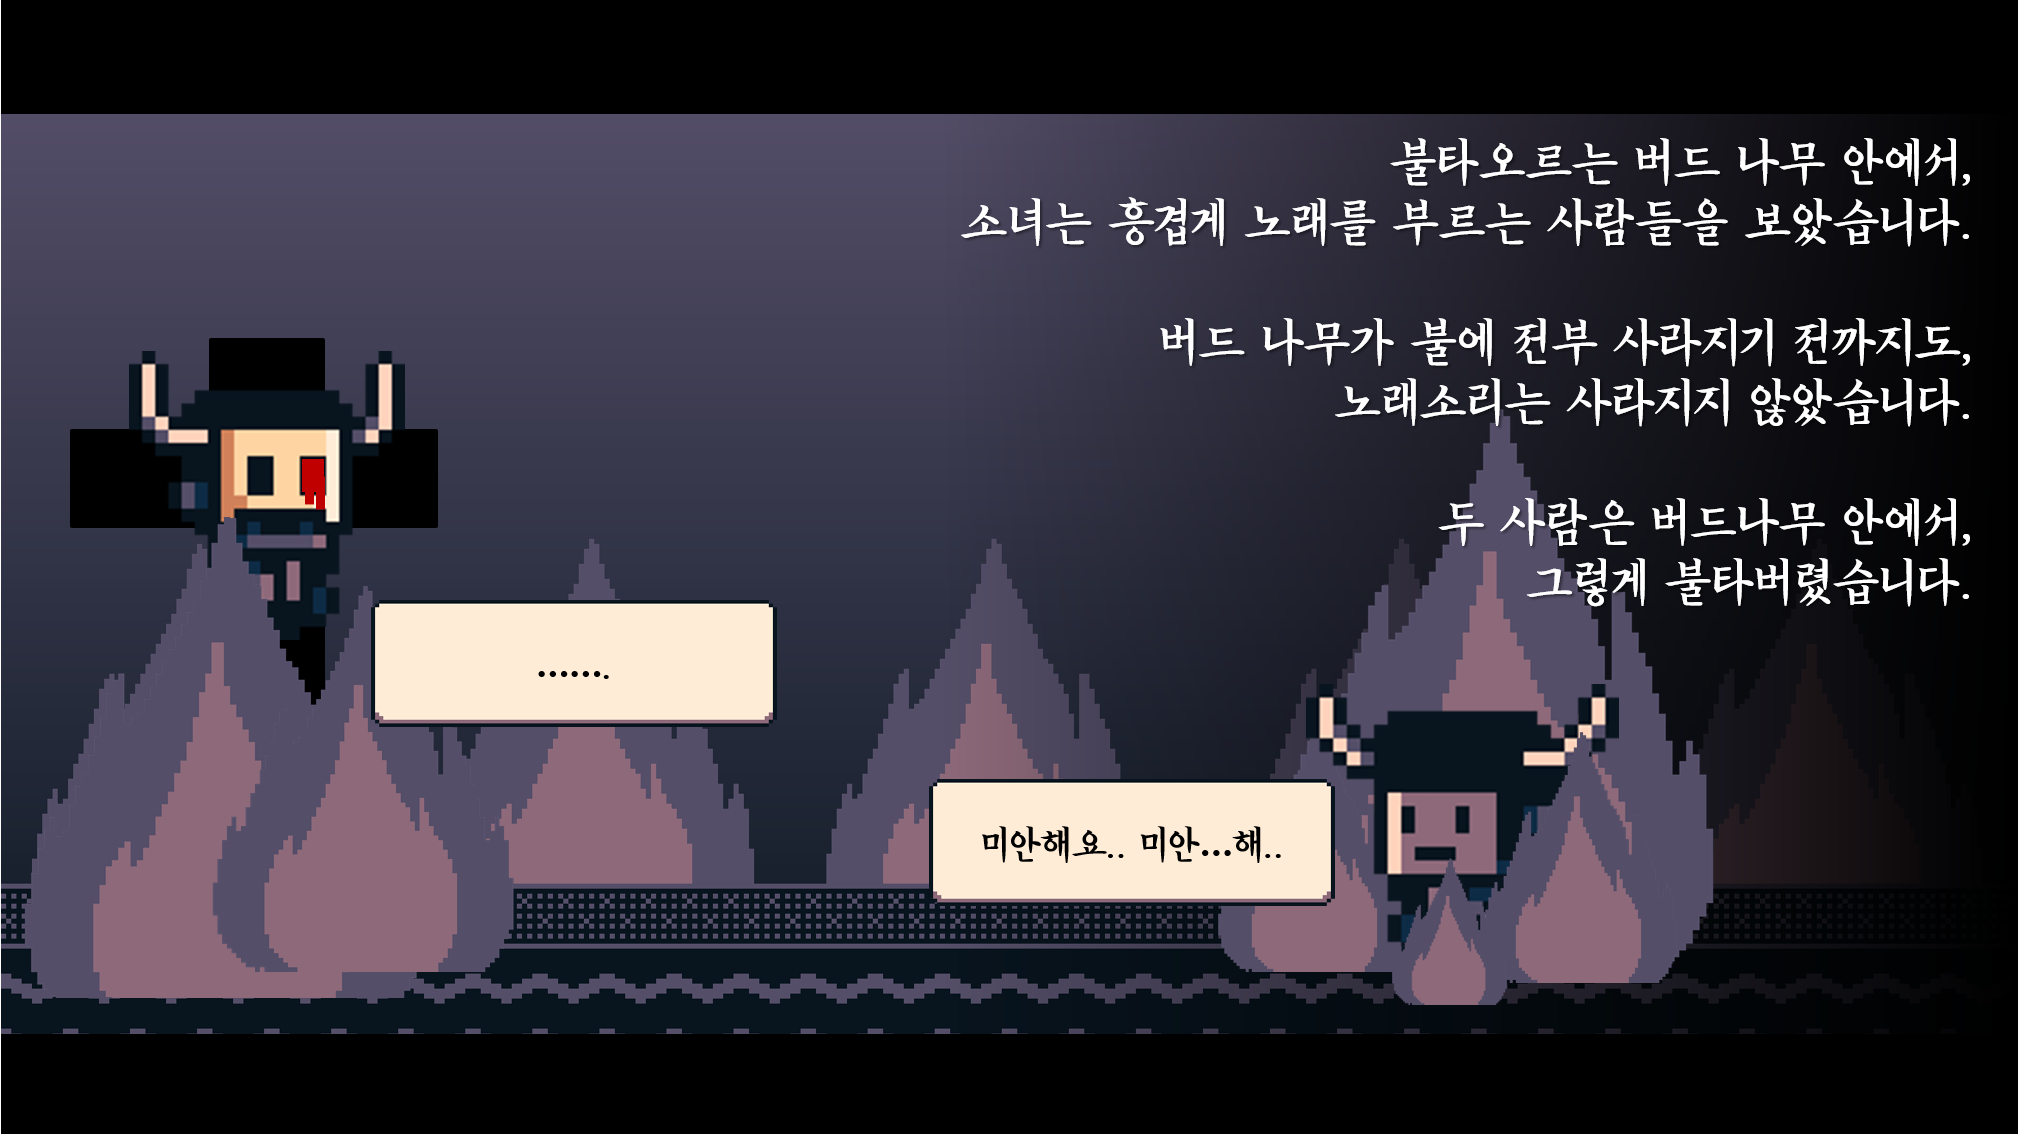 불타오르는 버드 나무 안에서,
소녀는 흥겹게 노래를 부르는 사람들을 보았습니다.
버드 나무가 불에 전부 사라지기 전까지도,
노래소리는 사라지지 않았습니다.
두 사람은 버드나무 안에서,
그렇게 불타버렸습니다.
.......
미안해요.. 미안...해..